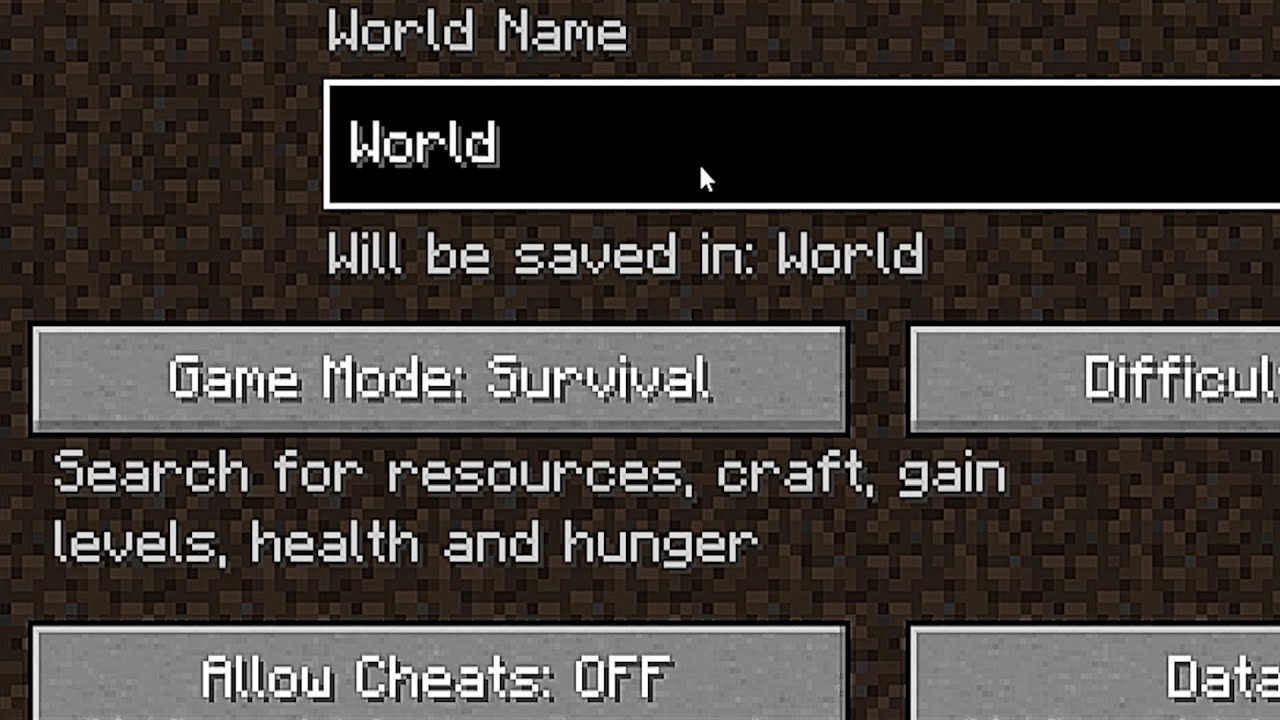 World Name
World
Will be saved in: World
Game Mode: Survival
Search for resources, craft, gain
levels, health and hunger
Allow Cheats: OFF
Data